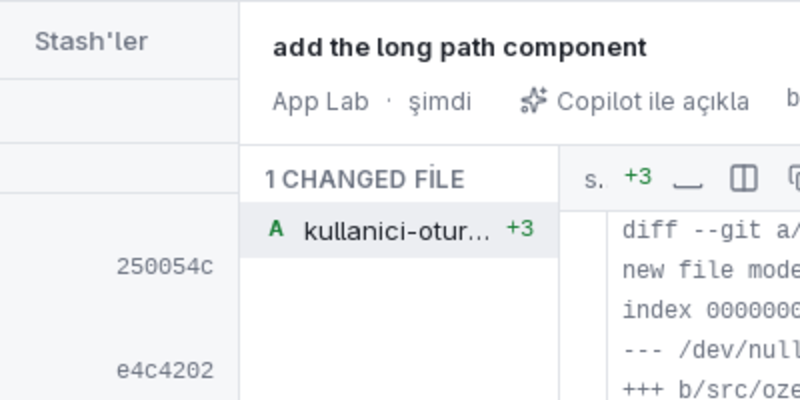 Stash'ler
add the long path component
App Lab · şimdi Copilot ile açıkla b
1 CHANGED FİLE
s. +3
A kullanici-otur... +3
diff --git a/
new file mode
250054c
index 0000000
--- /dev/null
e4c4202
+++ b/src/oze